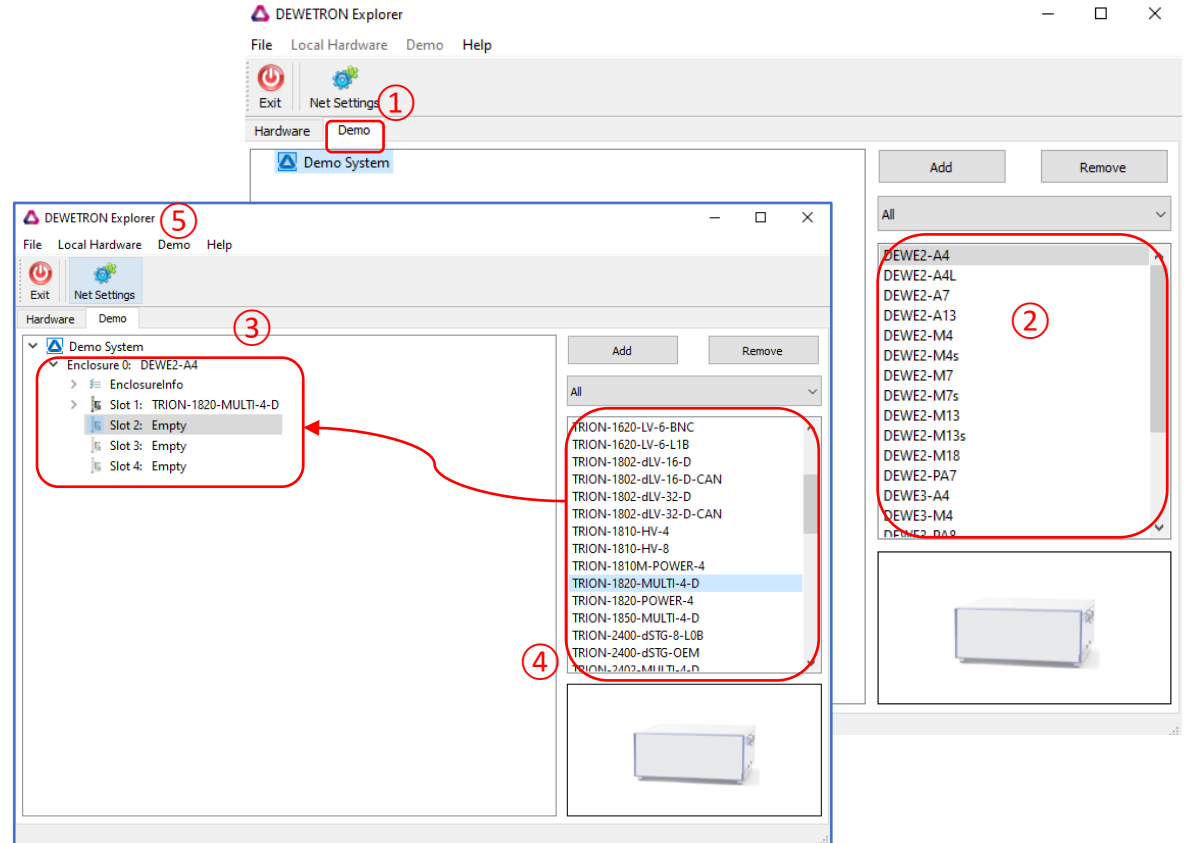 DEWETRON Explorer
File Local Hardware Demo Help
Exit Net Settings
①
Hardware Demo
Demo System
Add Remove
All
DEWE2-A4
DEWE2-A4L
DEWE2-A7
DEWE2-A13
DEWE2-M4
DEWE2-M4s
DEWE2-M7
DEWE2-M7s
DEWE2-M13
DEWE2-M13s
DEWE2-M18
DEWE2-PA7
DEWE3-A4
DEWE3-M4
DEWE3-PA8
②
DEWETRON Explorer
⑤
File Local Hardware Demo Help
Exit Net Settings
Hardware Demo
③
Demo System
Enclosure 0: DEWE2-A4
EnclosureInfo
Slot 1: TRION-1820-MULTI-4-D
Slot 2: Empty
Slot 3: Empty
Slot 4: Empty
Add Remove
All
TRION-1620-LV-6-BNC
TRION-1620-LV-6-L1B
TRION-1802-dLV-16-D
TRION-1802-dLV-16-D-CAN
TRION-1802-dLV-32-D
TRION-1802-dLV-32-D-CAN
TRION-1810-HV-4
TRION-1810-HV-8
TRION-1810M-POWER-4
TRION-1820-MULTI-4-D
TRION-1820-POWER-4
TRION-1850-MULTI-4-D
TRION-2400-dSTG-8-L0B
TRION-2400-dSTG-OEM
TRION-2402-MULTI-4-D
④